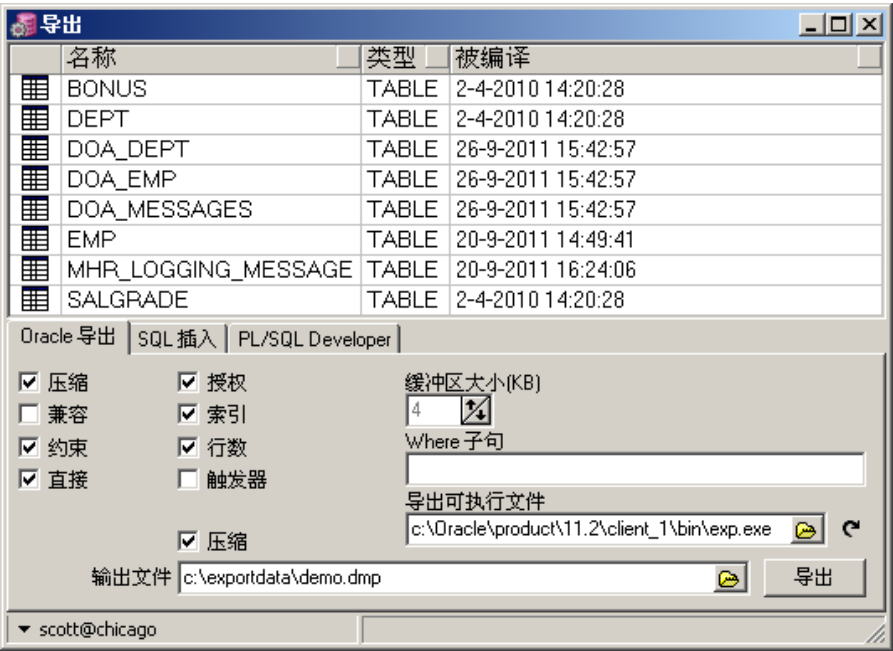 导出
名称 类型 被编译
BONUS TABLE 2-4-2010 14:20:28
DEPT TABLE 2-4-2010 14:20:28
DOA_DEPT TABLE 26-9-2011 15:42:57
DOA_EMP TABLE 26-9-2011 15:42:57
DOA_MESSAGES TABLE 26-9-2011 15:42:57
EMP TABLE 20-9-2011 14:49:41
MHR_LOGGING_MESSAGE TABLE 20-9-2011 16:24:06
SALGRADE TABLE 2-4-2010 14:20:28
Oracle 导出 SQL 插入 PL/SQL Developer
压缩 授权 缓冲区大小(KB)
兼容 索引 4
约束 行数 Where 子句
直接 触发器
导出可执行文件
压缩 c:\Oracle\product\11.2\client_1\bin\exp.exe
输出文件 c:\exportdata\demo.dmp 导出
scott@chicago